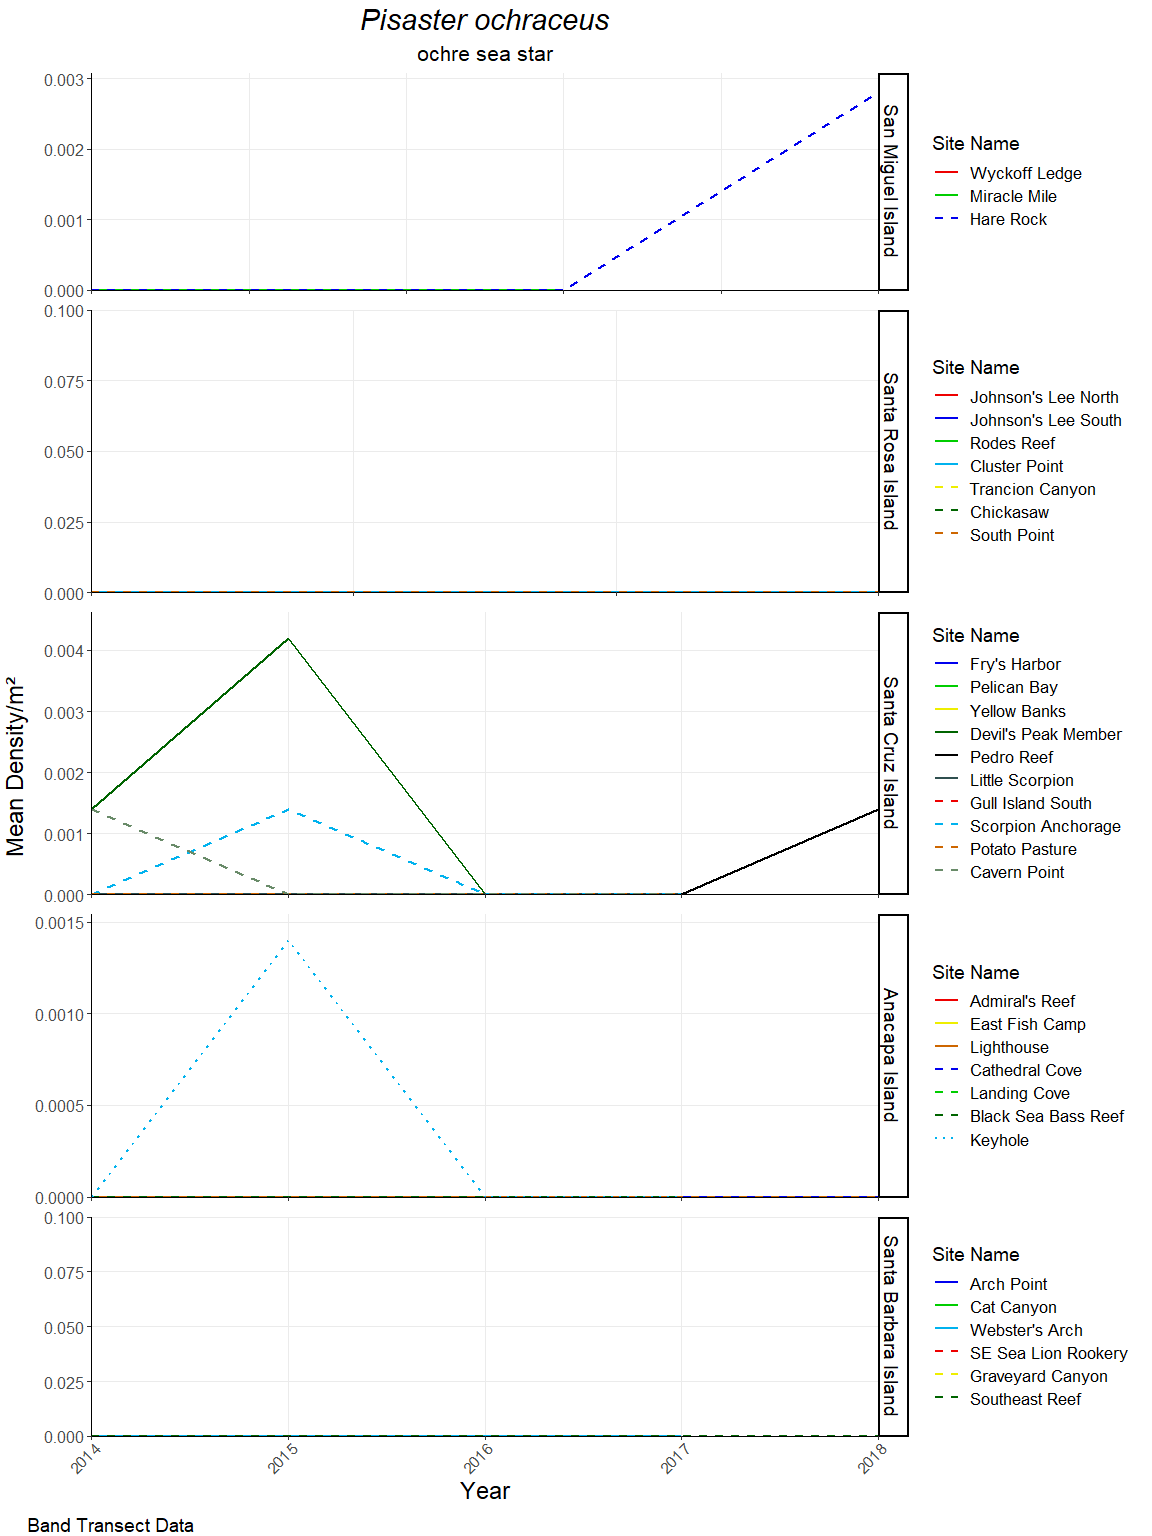 Pisaster ochraceus
ochre sea star
Mean Density/m²
0.003
0.002
0.001
0.000
San Miguel Island
Site Name
Wyckoff Ledge
Miracle Mile
Hare Rock
0.100
0.075
0.050
0.025
0.000
Santa Rosa Island
Site Name
Johnson's Lee North
Johnson's Lee South
Rodes Reef
Cluster Point
Trancion Canyon
Chickasaw
South Point
0.004
0.003
0.002
0.001
0.000
Santa Cruz Island
Site Name
Fry's Harbor
Pelican Bay
Yellow Banks
Devil's Peak Member
Pedro Reef
Little Scorpion
Gull Island South
Scorpion Anchorage
Potato Pasture
Cavern Point
0.0015
0.0010
0.0005
0.0000
Anacapa Island
Site Name
Admiral's Reef
East Fish Camp
Lighthouse
Cathedral Cove
Landing Cove
Black Sea Bass Reef
Keyhole
0.100
0.075
0.050
0.025
0.000
Santa Barbara Island
Site Name
Arch Point
Cat Canyon
Webster's Arch
SE Sea Lion Rookery
Graveyard Canyon
Southeast Reef
2014 2015 2016 2017 2018
Year
Band Transect Data